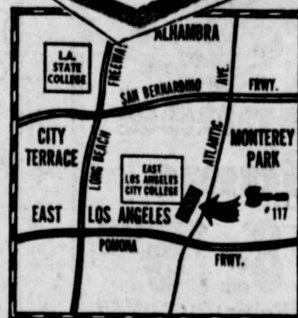 ALHAMBRA
L.A.
STATE
COLLEGE
FREEWAY
SAN BERNARDINO
AVE.
FRWY.
CITY
TERRACE
LONG BEACH
ATLANTIC
MONTEREY
PARK
EAST
LOS ANGELES
CITY COLLEGE
EAST LOS ANGELES
#117
POMONA
FRWY.